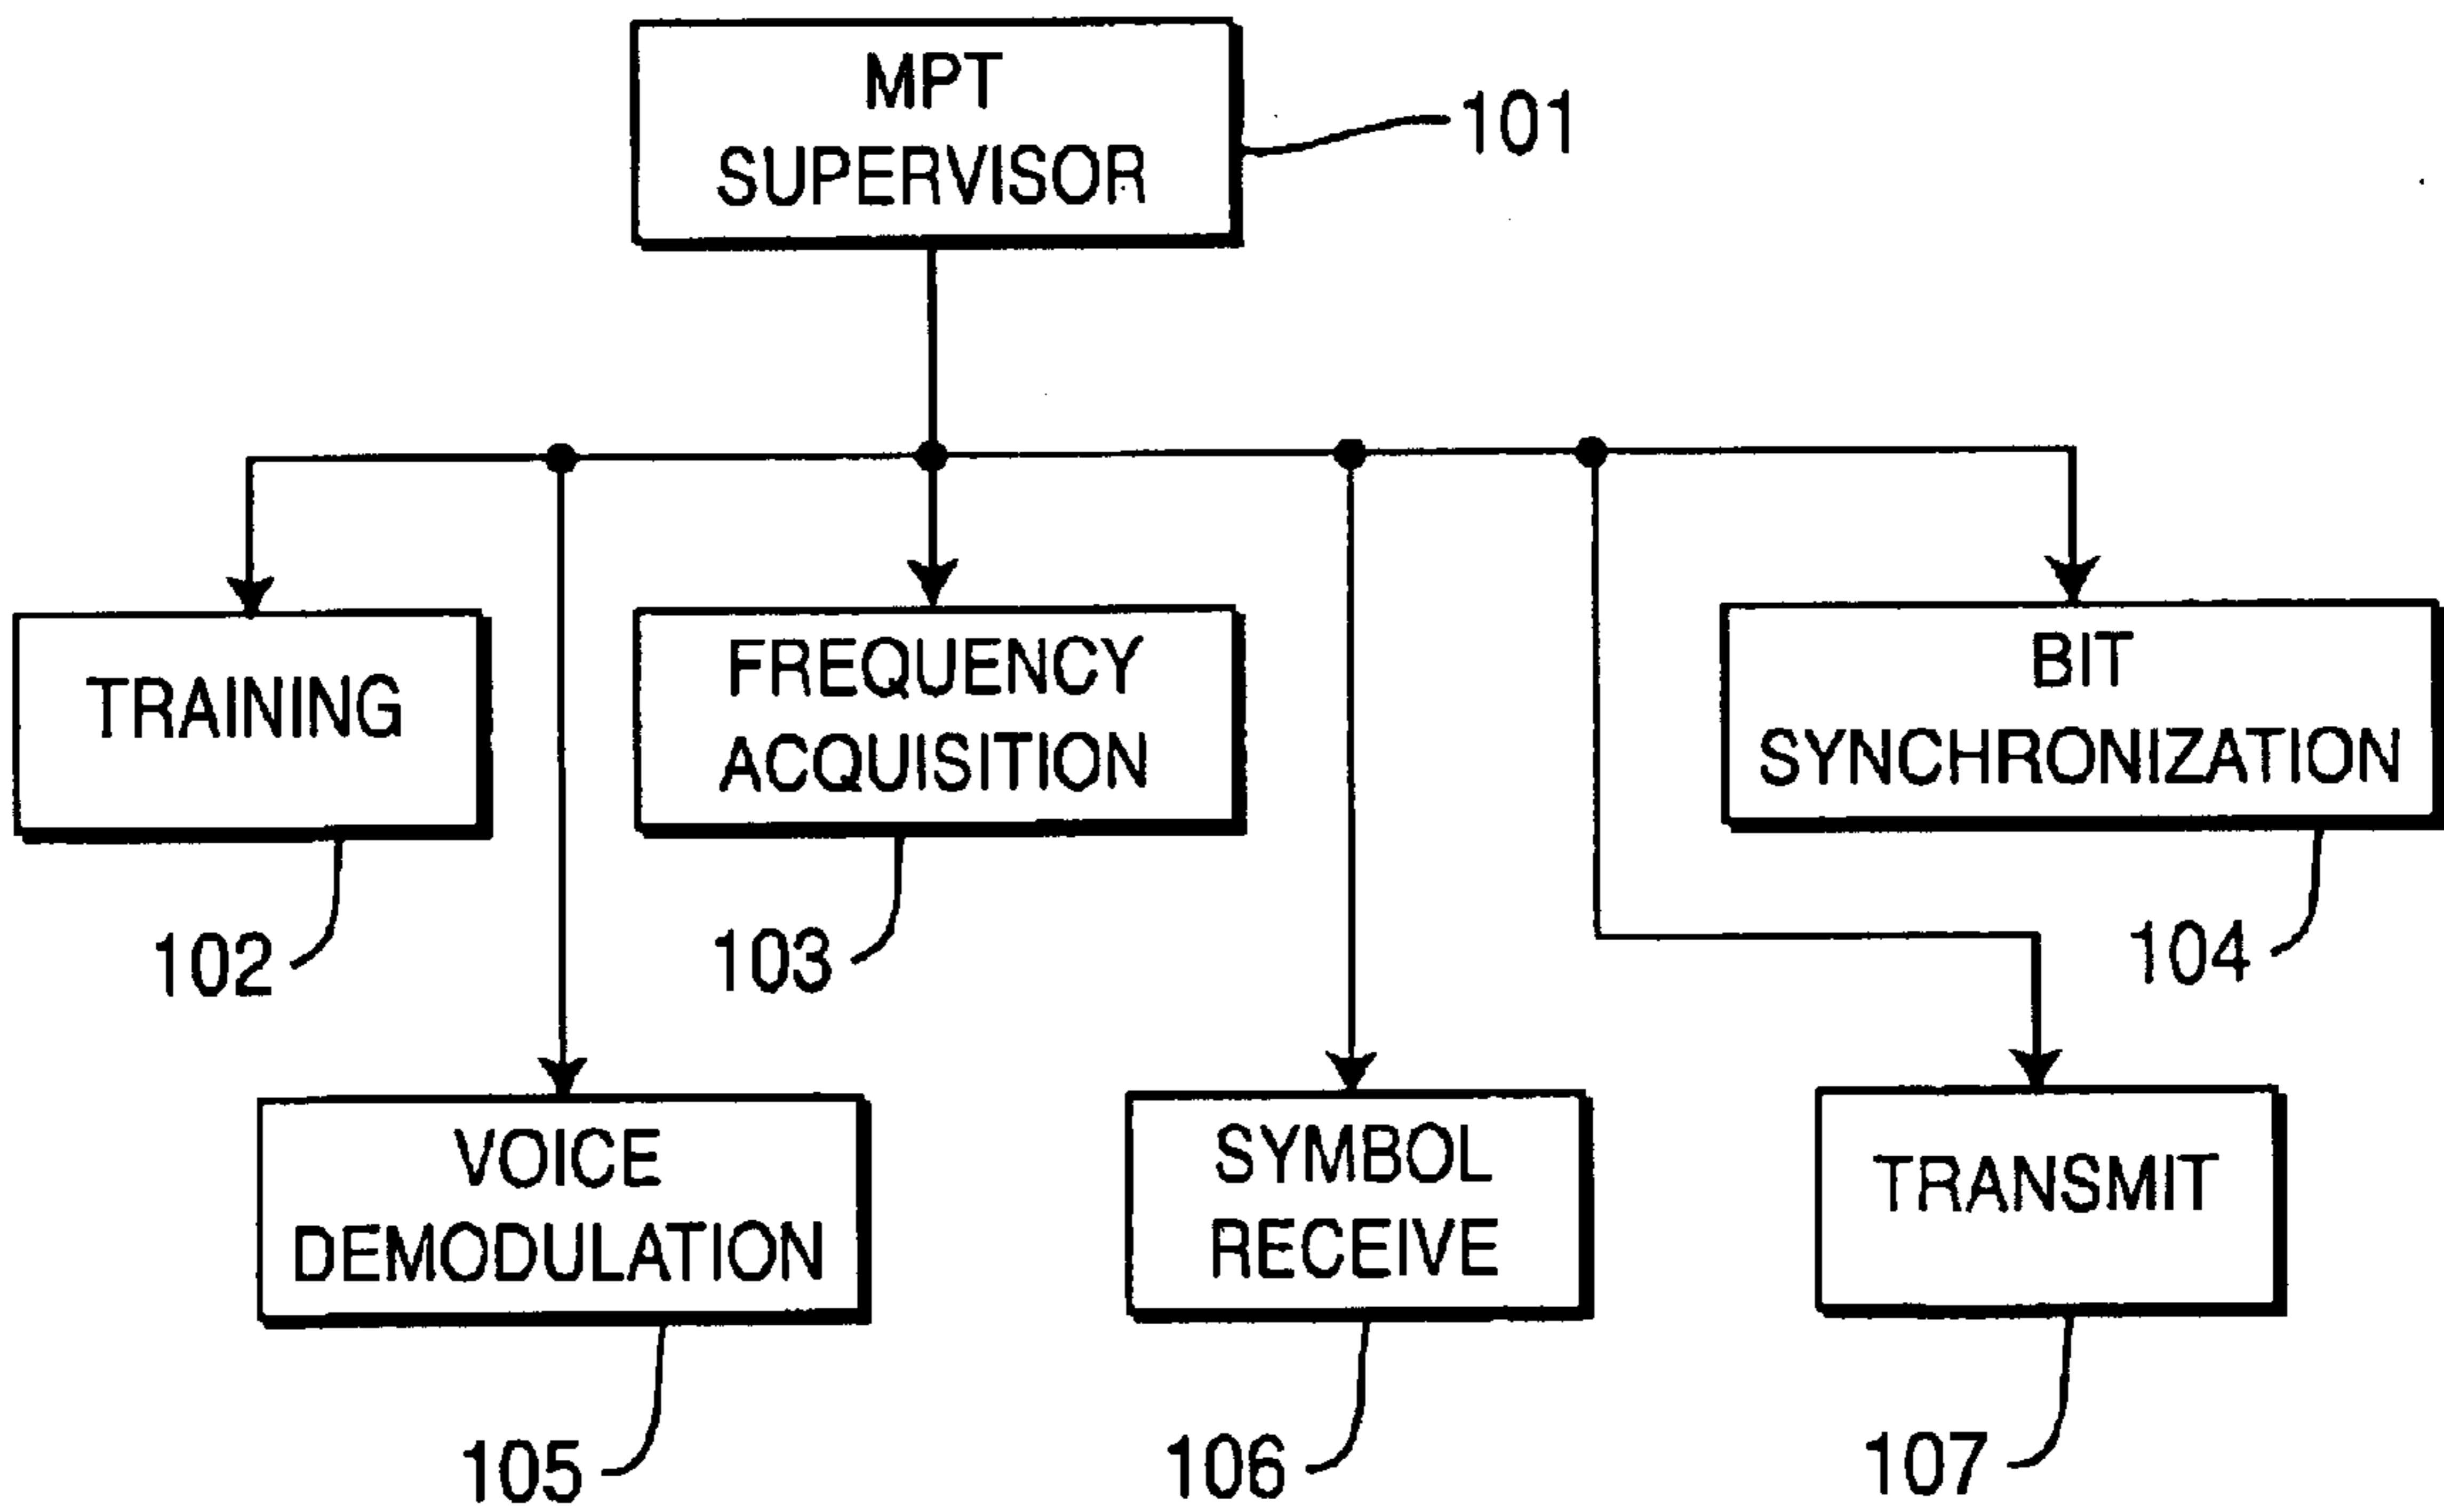 MPT
SUPERVISOR
101
TRAINING
FREQUENCY
ACQUISITION
BIT
SYNCHRONIZATION
102
103
104
VOICE
DEMODULATION
SYMBOL
RECEIVE
TRANSMIT
105
106
107